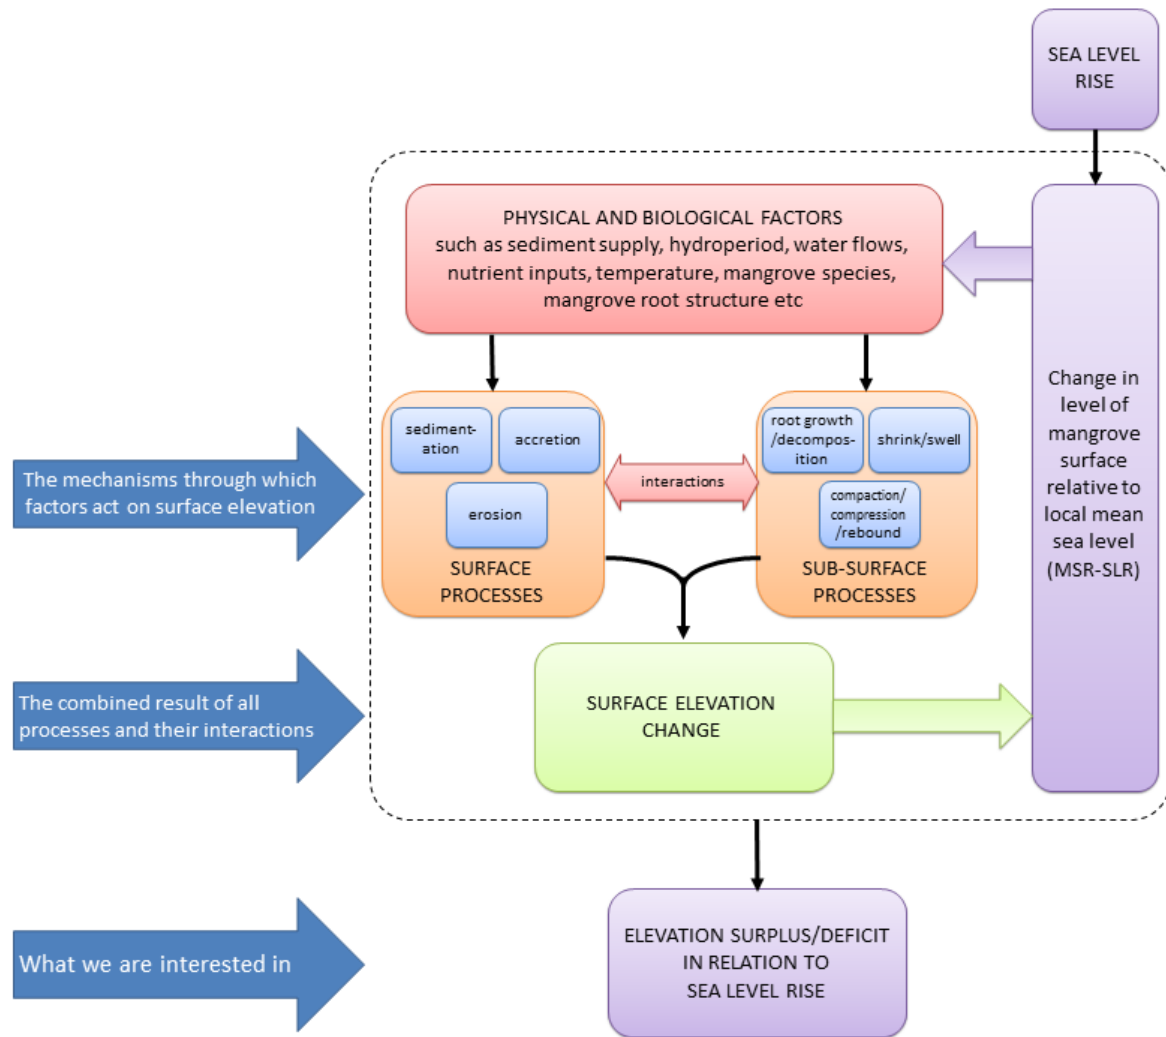 SEA LEVEL
RISE
PHYSICAL AND BIOLOGICAL FACTORS
such as sediment supply, hydroperiod, water flows,
nutrient inputs, temperature, mangrove species,
mangrove root structure etc
Change in
level of
mangrove
surface
relative to
local mean
sea level
(MSR-SLR)
The mechanisms through which
factors act on surface elevation
sediment-
ation
accretion
erosion
SURFACE
PROCESSES
interactions
root growth
/decompos-
ition
shrink/swell
compaction/
compression
/rebound
SUB-SURFACE
PROCESSES
The combined result of all
processes and their interactions
SURFACE ELEVATION
CHANGE
What we are interested in
ELEVATION SURPLUS/DEFICIT
IN RELATION TO
SEA LEVEL RISE